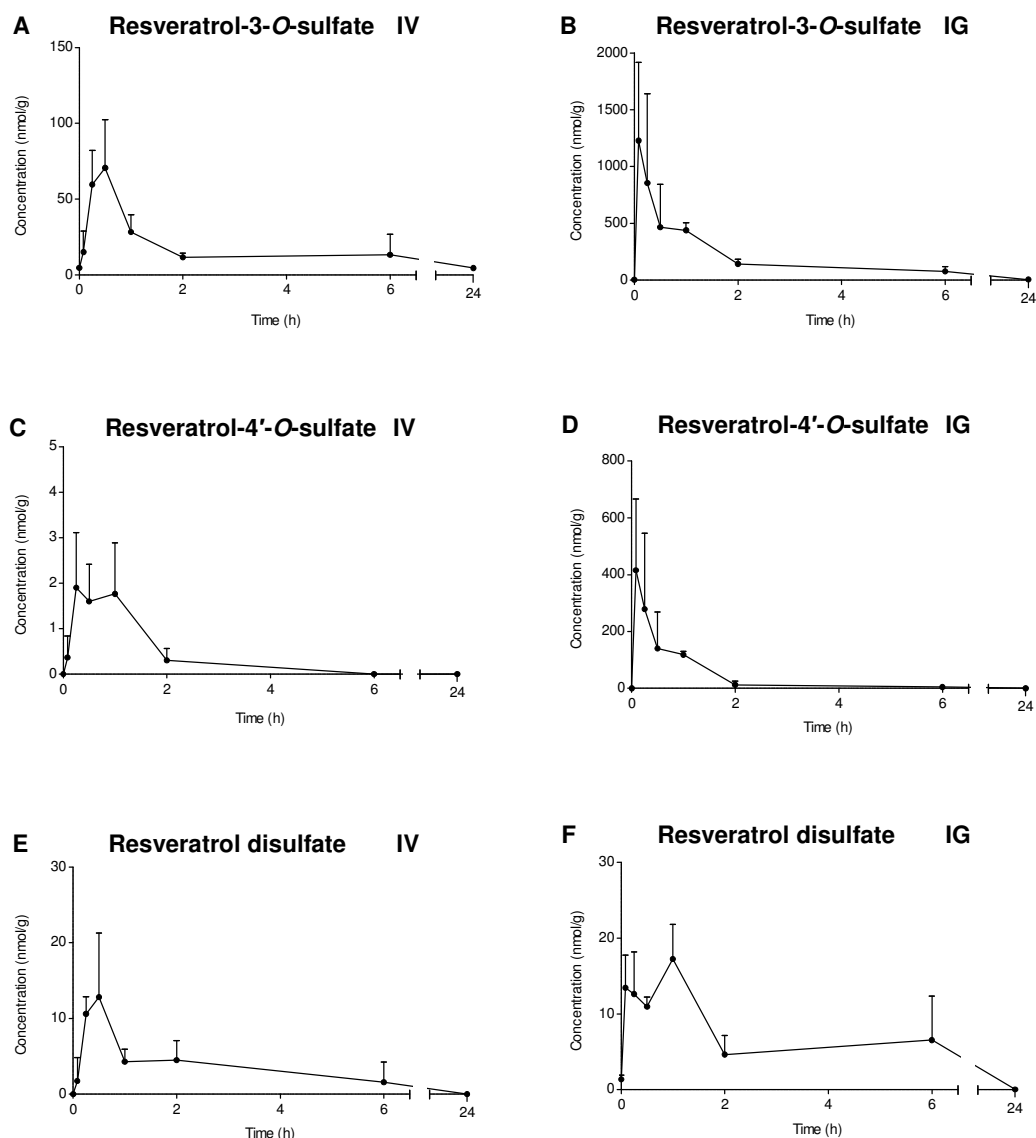 A Resveratrol-3-O-sulfate IV
150
100
50
0
Concentration (nmol/g)
0 2 4 6 24
Time (h)
B Resveratrol-3-O-sulfate IG
2000
1500
1000
500
0
Concentration (nmol/g)
0 2 4 6 24
Time (h)
C Resveratrol-4′-O-sulfate IV
5
4
3
2
1
0
Concentration (nmol/g)
0 2 4 6 24
Time (h)
D Resveratrol-4′-O-sulfate IG
800
600
400
200
0
Concentration (nmol/g)
0 2 4 6 24
Time (h)
E Resveratrol disulfate IV
30
20
10
0
Concentration (nmol/g)
0 2 4 6 24
Time (h)
F Resveratrol disulfate IG
30
20
10
0
Concentration (nmol/g)
0 2 4 6 24
Time (h)